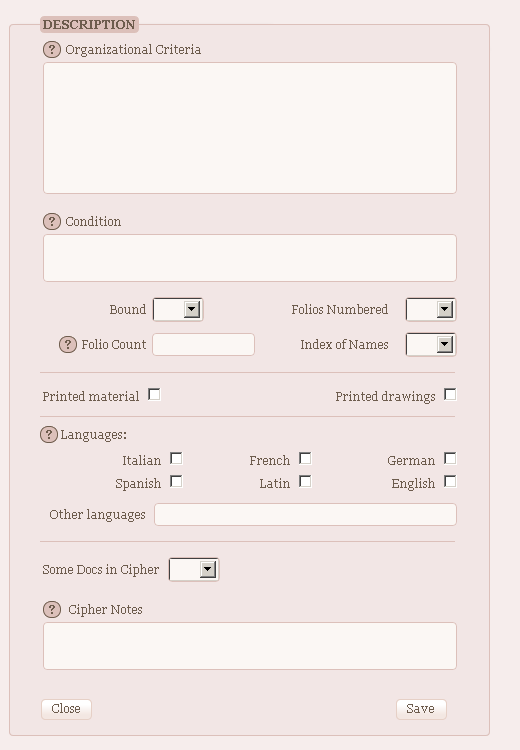 DESCRIPTION
? Organizational Criteria
? Condition
Bound Folios Numbered
? Folio Count Index of Names
Printed material Printed drawings
? Languages:
Italian French German
Spanish Latin English
Other languages
Some Docs in Cipher
? Cipher Notes
Close Save